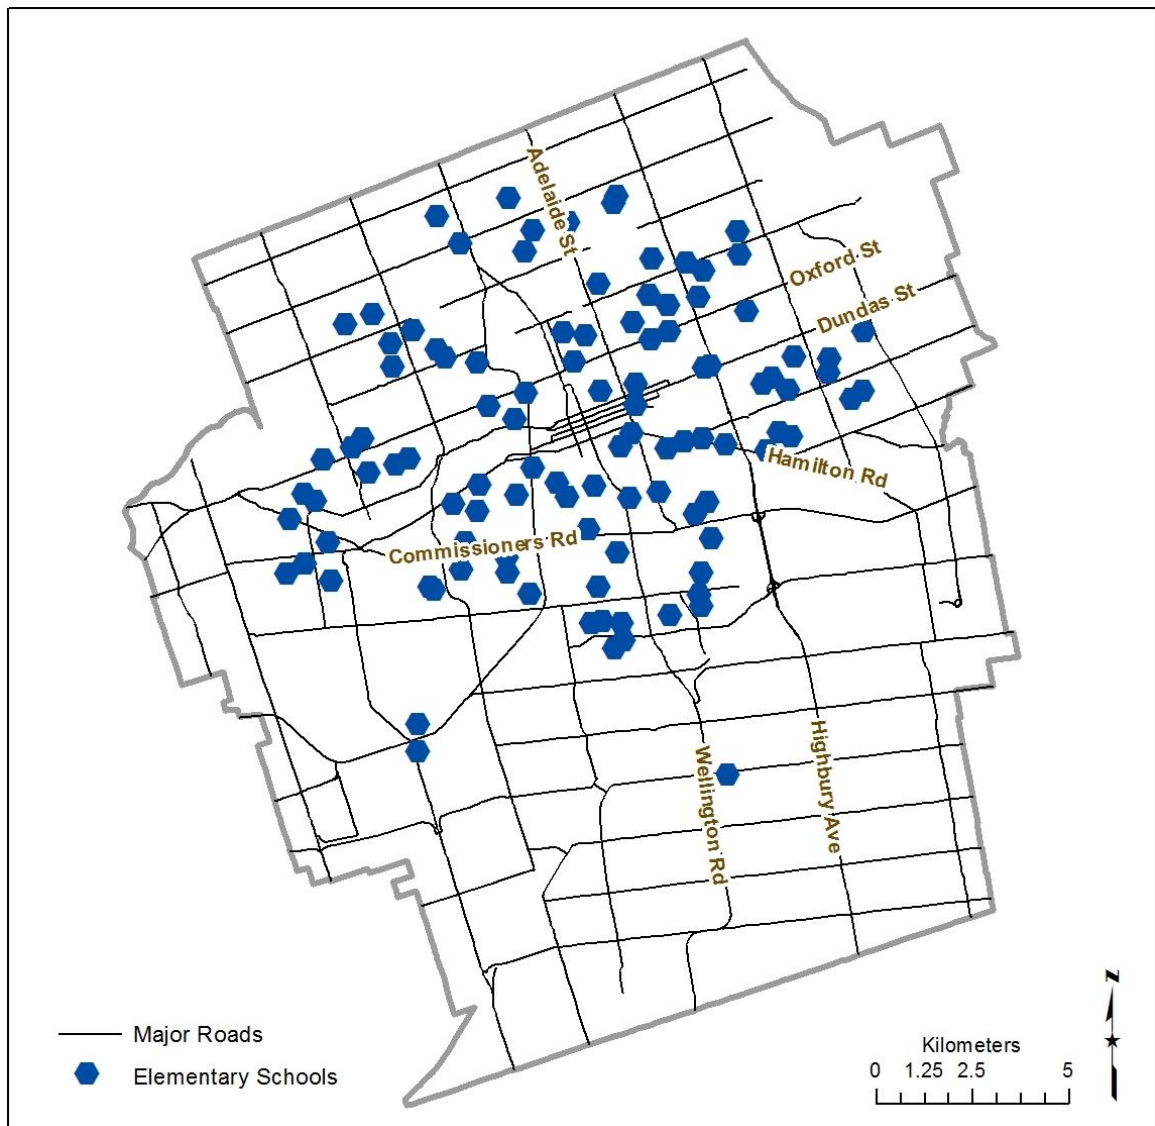 Adelaide St
Oxford St
Dundas St
Hamilton Rd
Commissioners Rd
Wellington Rd
Highbury Ave
N
Major Roads
Elementary Schools
Kilometers
0 1.25 2.5 5